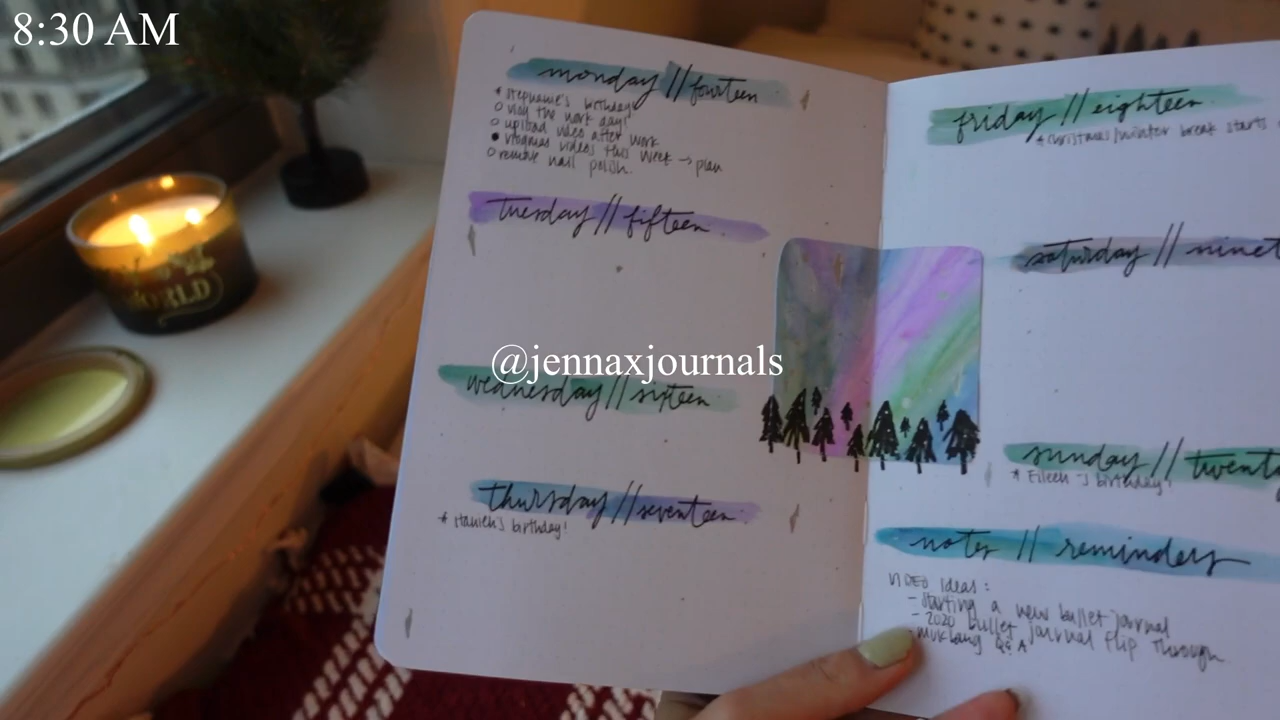 8:30 AM
monday // fourteen
* Stephanie's birthday
○ vlog the work day!
○ upload video after work
● vlogmas videos this week → plan
○ remove nail polish.
tuesday // fifteen
@jennaxjournals
wednesday // sixteen
thursday // seventeen
* birthday!
friday // eighteen
* Christmas/winter break starts
saturday // ninet
sunday // twenty
* Eileen's birthday!
notes // reminders
VIDEO Ideas:
- starting a new bullet journal
- 2020 bullet journal flip through
- mukbang Q&A
WORLD